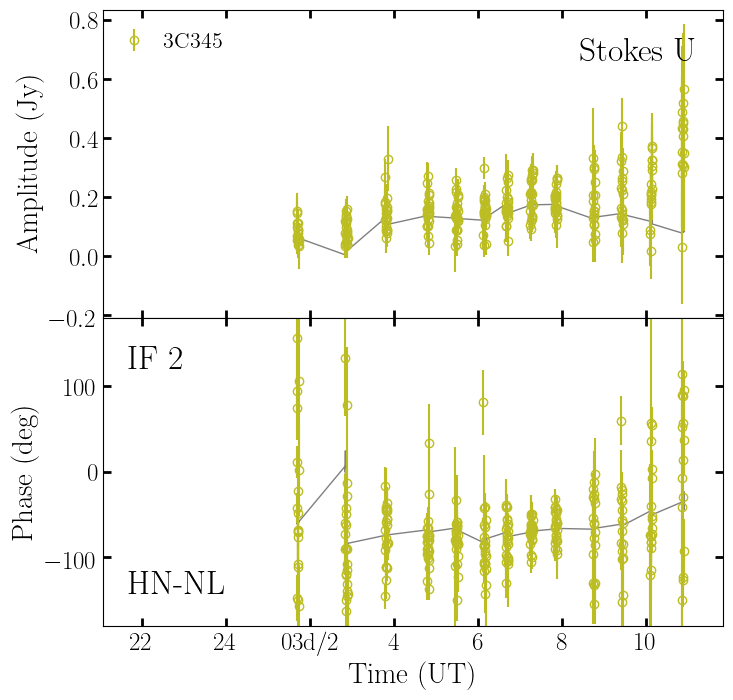 3C345
Stokes U
0.8
0.6
0.4
0.2
0.0
−0.2
Amplitude (Jy)
IF 2
HN-NL
100
0
−100
Phase (deg)
22 24 03d/2 4 6 8 10
Time (UT)